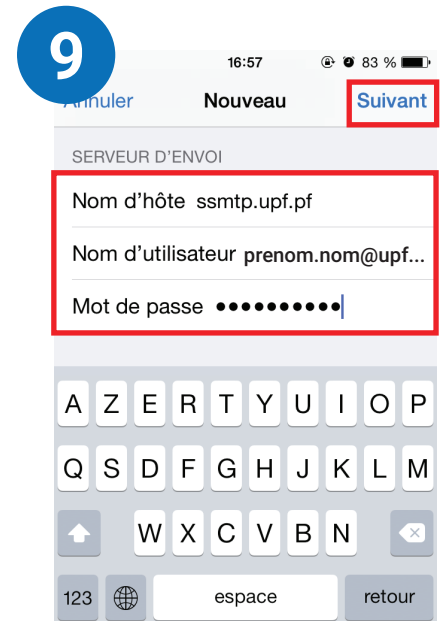 9
16:57 83 %
Annuler Nouveau Suivant
SERVEUR D'ENVOI
Nom d'hôte ssmtp.upf.pf
Nom d'utilisateur prenom.nom@upf...
Mot de passe ••••••••••
A Z E R T Y U I O P
Q S D F G H J K L M
W X C V B N
123 espace retour